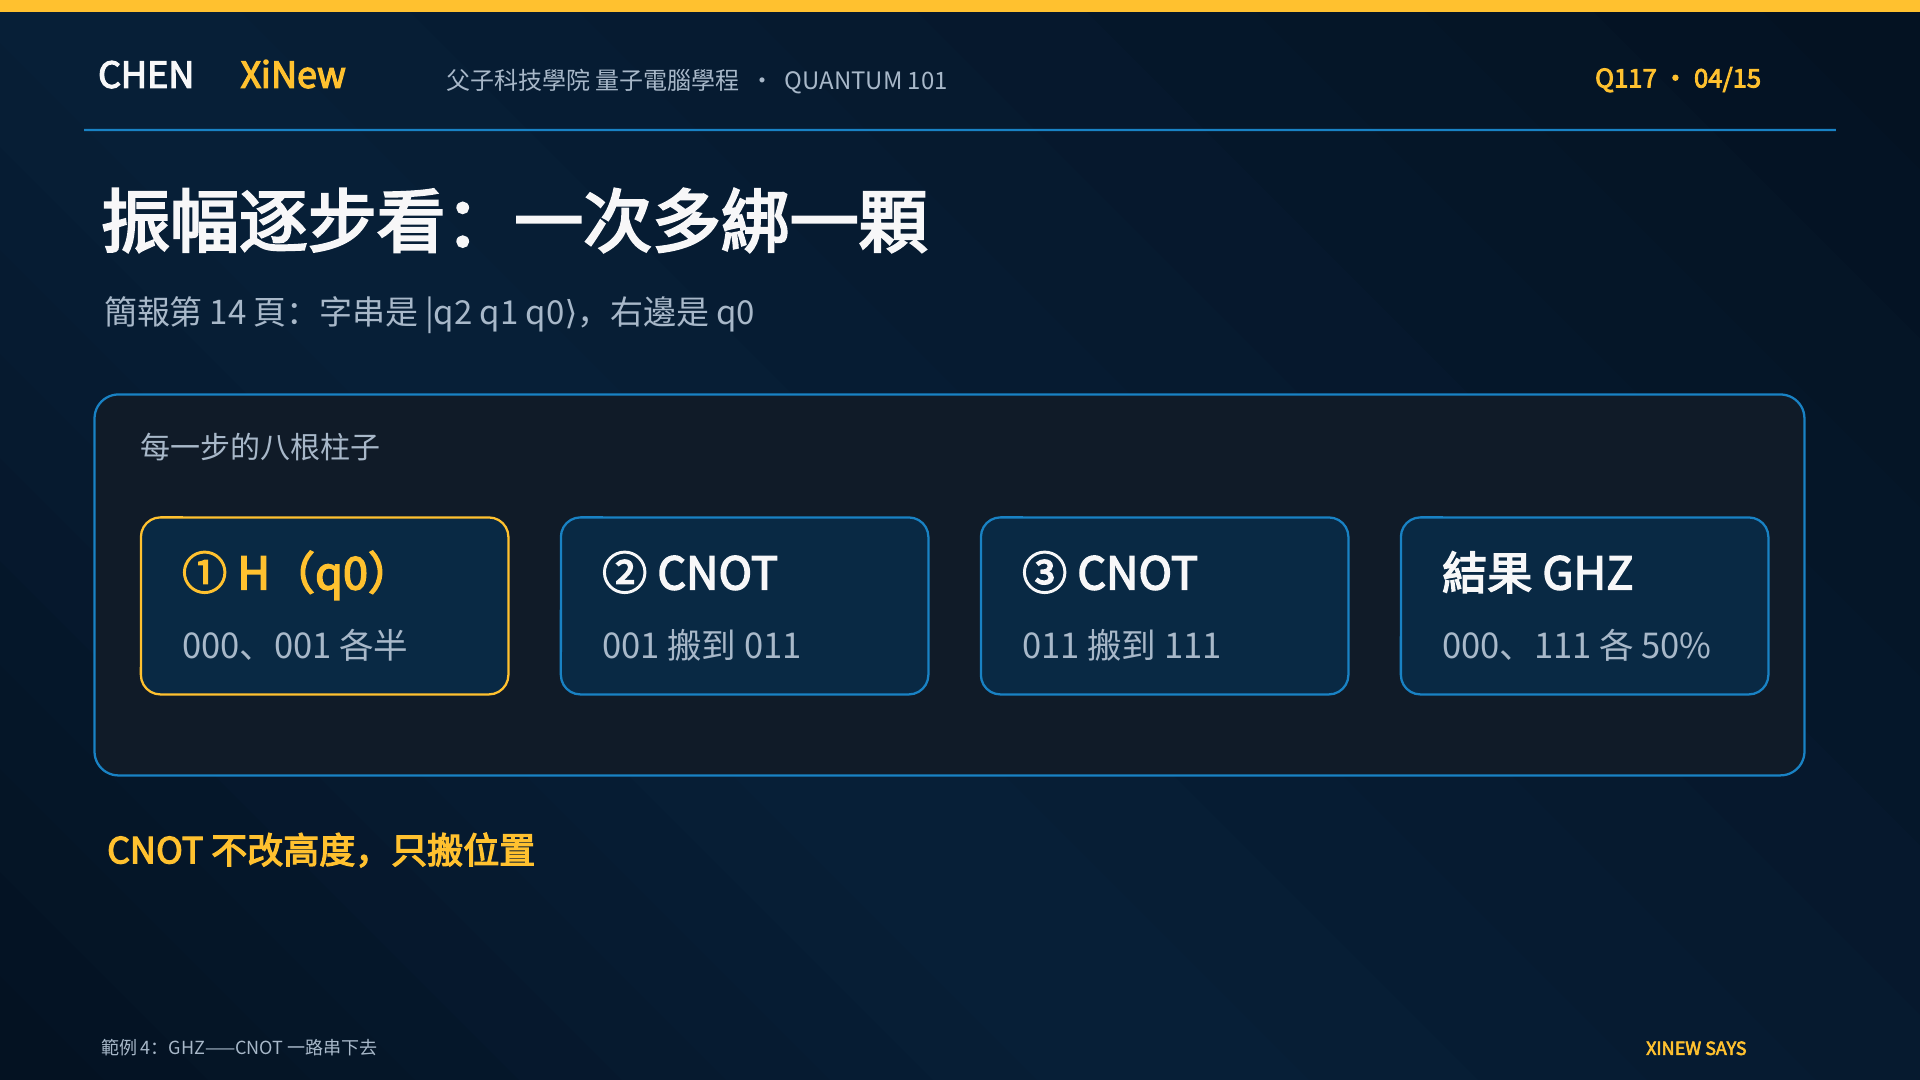 CHEN XiNew 父子科技學院 量子電腦學程 · QUANTUM 101 Q117 · 04/15
振幅逐步看：一次多綁一顆
簡報第 14 頁：字串是 |q2 q1 q0⟩，右邊是 q0
每一步的八根柱子
① H（q0）
000、001 各半
② CNOT
001 搬到 011
③ CNOT
011 搬到 111
結果 GHZ
000、111 各 50%
CNOT 不改高度，只搬位置
範例 4：GHZ——CNOT 一路串下去
XINEW SAYS